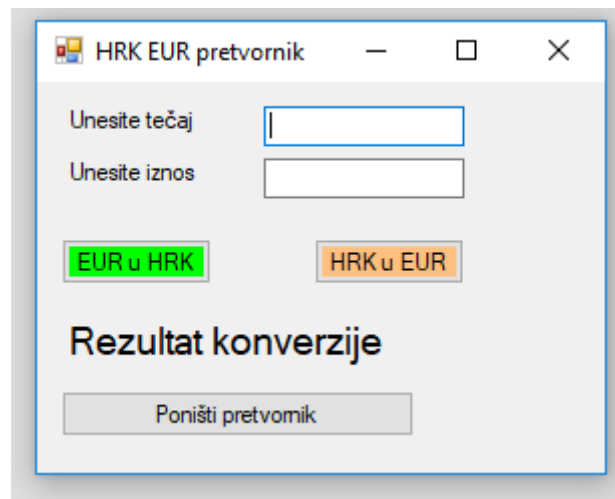 HRK EUR pretvornik
Unesite tečaj
Unesite iznos
EUR u HRK
HRK u EUR
Rezultat konverzije
Poništi pretvornik